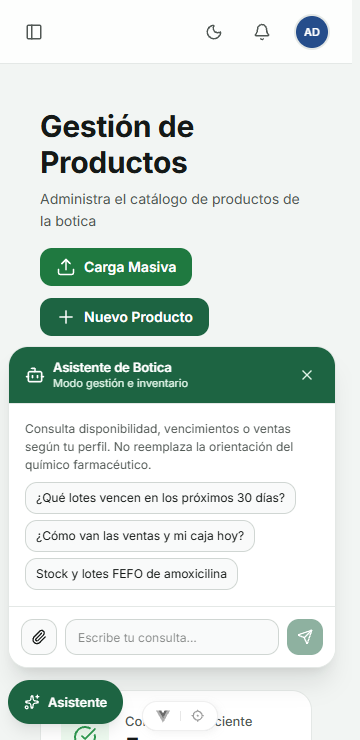 AD
Gestión de
Productos
Administra el catálogo de productos de
la botica
Carga Masiva
Nuevo Producto
Asistente de Botica
Modo gestión e inventario
Consulta disponibilidad, vencimientos o ventas
según tu perfil. No reemplaza la orientación del
químico farmacéutico.
¿Qué lotes vencen en los próximos 30 días?
¿Cómo van las ventas y mi caja hoy?
Stock y lotes FEFO de amoxicilina
Escribe tu consulta...
Asistente